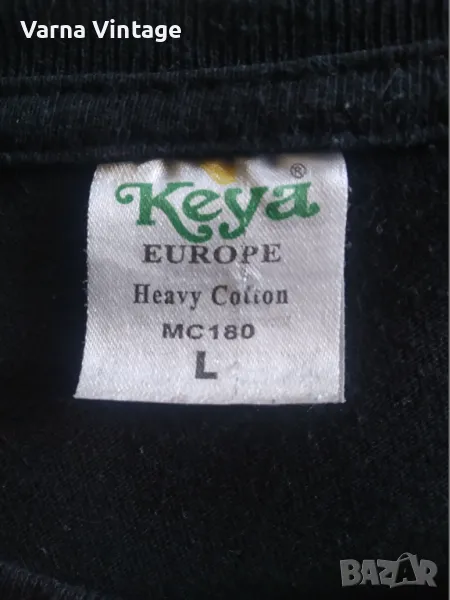 Varna Vintage
Keya®
EUROPE
Heavy Cotton
MC180
L
BAZAR